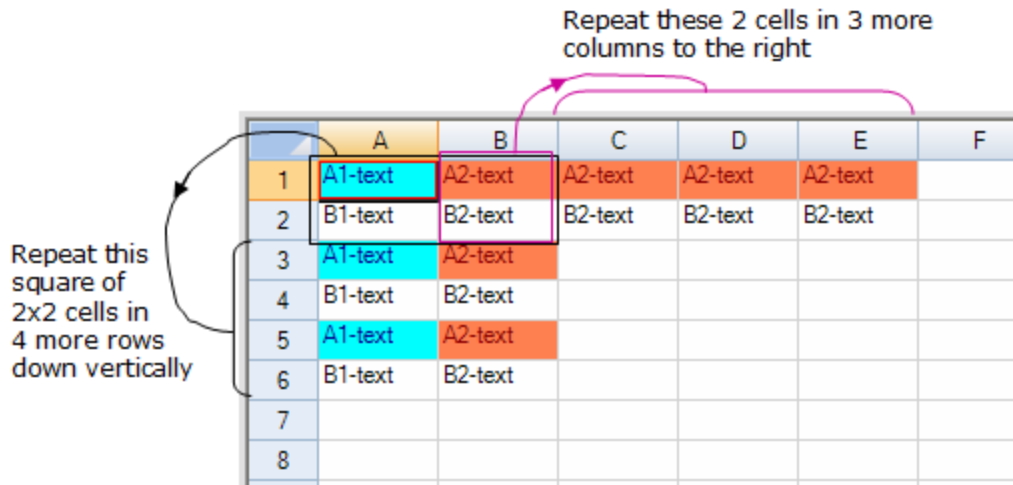 Repeat these 2 cells in 3 more
columns to the right
A B C D E F
1 A1-text A2-text A2-text A2-text A2-text
2 B1-text B2-text B2-text B2-text B2-text
Repeat this
square of
2x2 cells in
4 more rows
down vertically
3 A1-text A2-text
4 B1-text B2-text
5 A1-text A2-text
6 B1-text B2-text
7
8